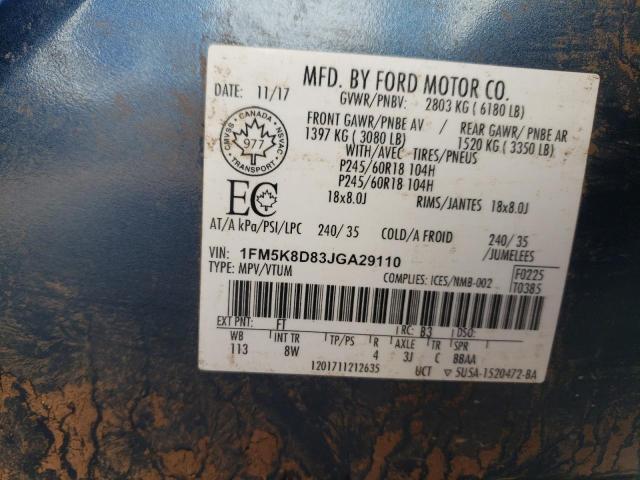 MFD. BY FORD MOTOR CO.
DATE: 11/17 GVWR/PNBV: 2803 KG ( 6180 LB)
FRONT GAWR/PNBE AV / REAR GAWR/PNBE AR
1397 KG ( 3080 LB) 1520 KG ( 3350 LB)
WITH/AVEC TIRES/PNEUS
P245/60R18 104H
P245/60R18 104H
18x8.0J RIMS/JANTES 18x8.0J
CMVSS CANADA NSVAC
977
TRANSPORT
EC
AT/A kPa/PSI/LPC 240/ 35 COLD/A FROID 240/ 35
/JUMELEES
VIN: 1FM5K8D83JGA29110
TYPE: MPV/VTUM COMPLIES: ICES/NMB-002
F0225
T0385
EXT PNT: FT RC: B3 DSO:
WB INT TR TP/PS R AXLE TR SPR
113 8W 4 3J C BBAA
1201711212635 UCT 5U5A-1520472-BA